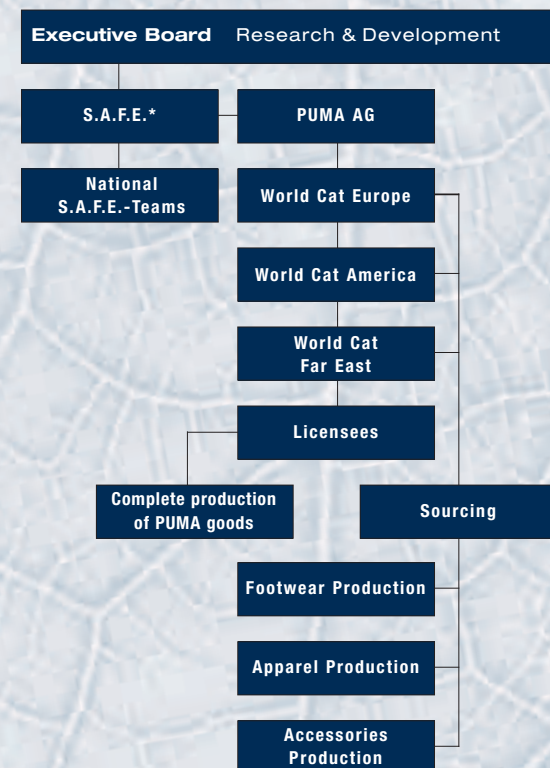 Executive Board Research & Development
S.A.F.E.* PUMA AG
National
S.A.F.E.-Teams
World Cat Europe
World Cat America
World Cat
Far East
Licensees
Complete production
of PUMA goods
Sourcing
Footwear Production
Apparel Production
Accessories
Production